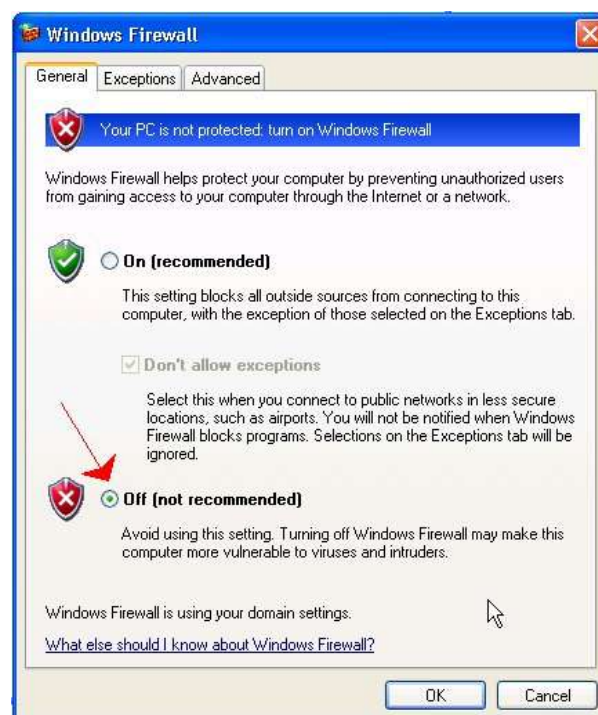 Windows Firewall
General Exceptions Advanced
Your PC is not protected: turn on Windows Firewall
Windows Firewall helps protect your computer by preventing unauthorized users
from gaining access to your computer through the Internet or a network.
On (recommended)
This setting blocks all outside sources from connecting to this
computer, with the exception of those selected on the Exceptions tab.
Don't allow exceptions
Select this when you connect to public networks in less secure
locations, such as airports. You will not be notified when Windows
Firewall blocks programs. Selections on the Exceptions tab will be
ignored.
Off (not recommended)
Avoid using this setting. Turning off Windows Firewall may make this
computer more vulnerable to viruses and intruders.
Windows Firewall is using your domain settings.
What else should I know about Windows Firewall?
OK Cancel